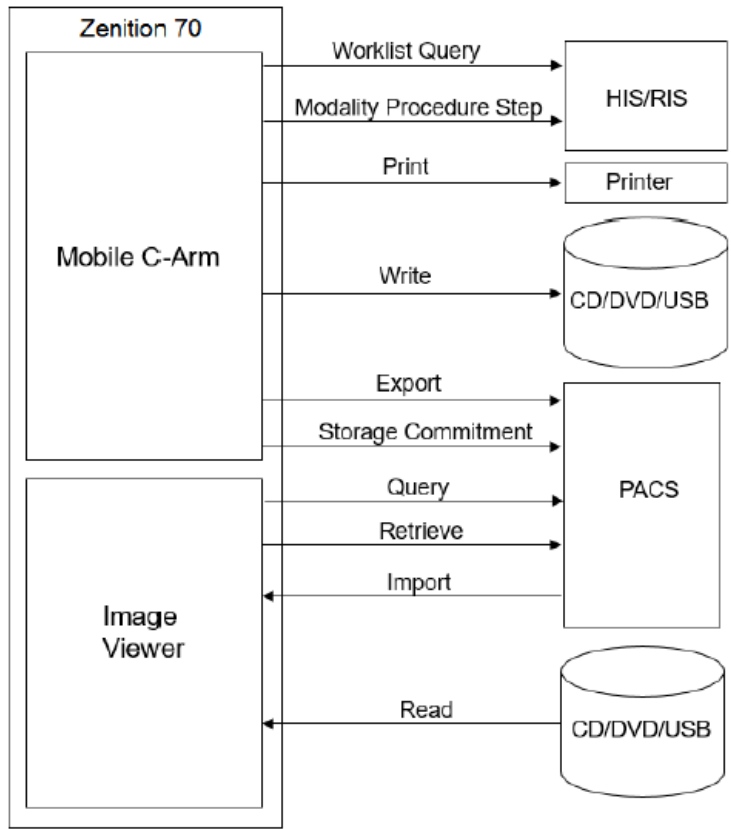 Zenition 70
Worklist Query
HIS/RIS
Modality Procedure Step
Print
Printer
Mobile C-Arm
Write
CD/DVD/USB
Export
Storage Commitment
PACS
Query
Retrieve
Import
Image
Viewer
Read
CD/DVD/USB